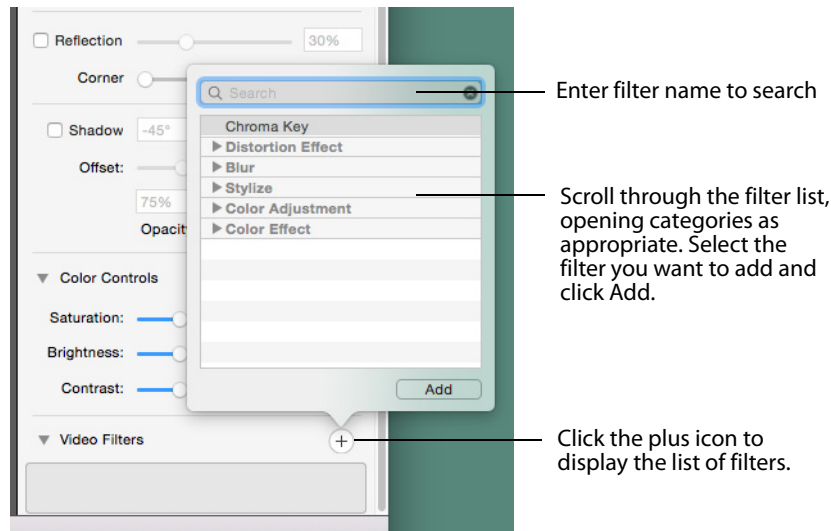 Reflection 30%
Corner
Search
Enter filter name to search
Chroma Key
Shadow -45°
Distortion Effect
Blur
Offset:
Stylize
75%
Color Adjustment
Opacit
Color Effect
Scroll through the filter list,
opening categories as
appropriate. Select the
filter you want to add and
click Add.
Color Controls
Saturation:
Brightness:
Contrast:
Add
Video Filters
Click the plus icon to
display the list of filters.